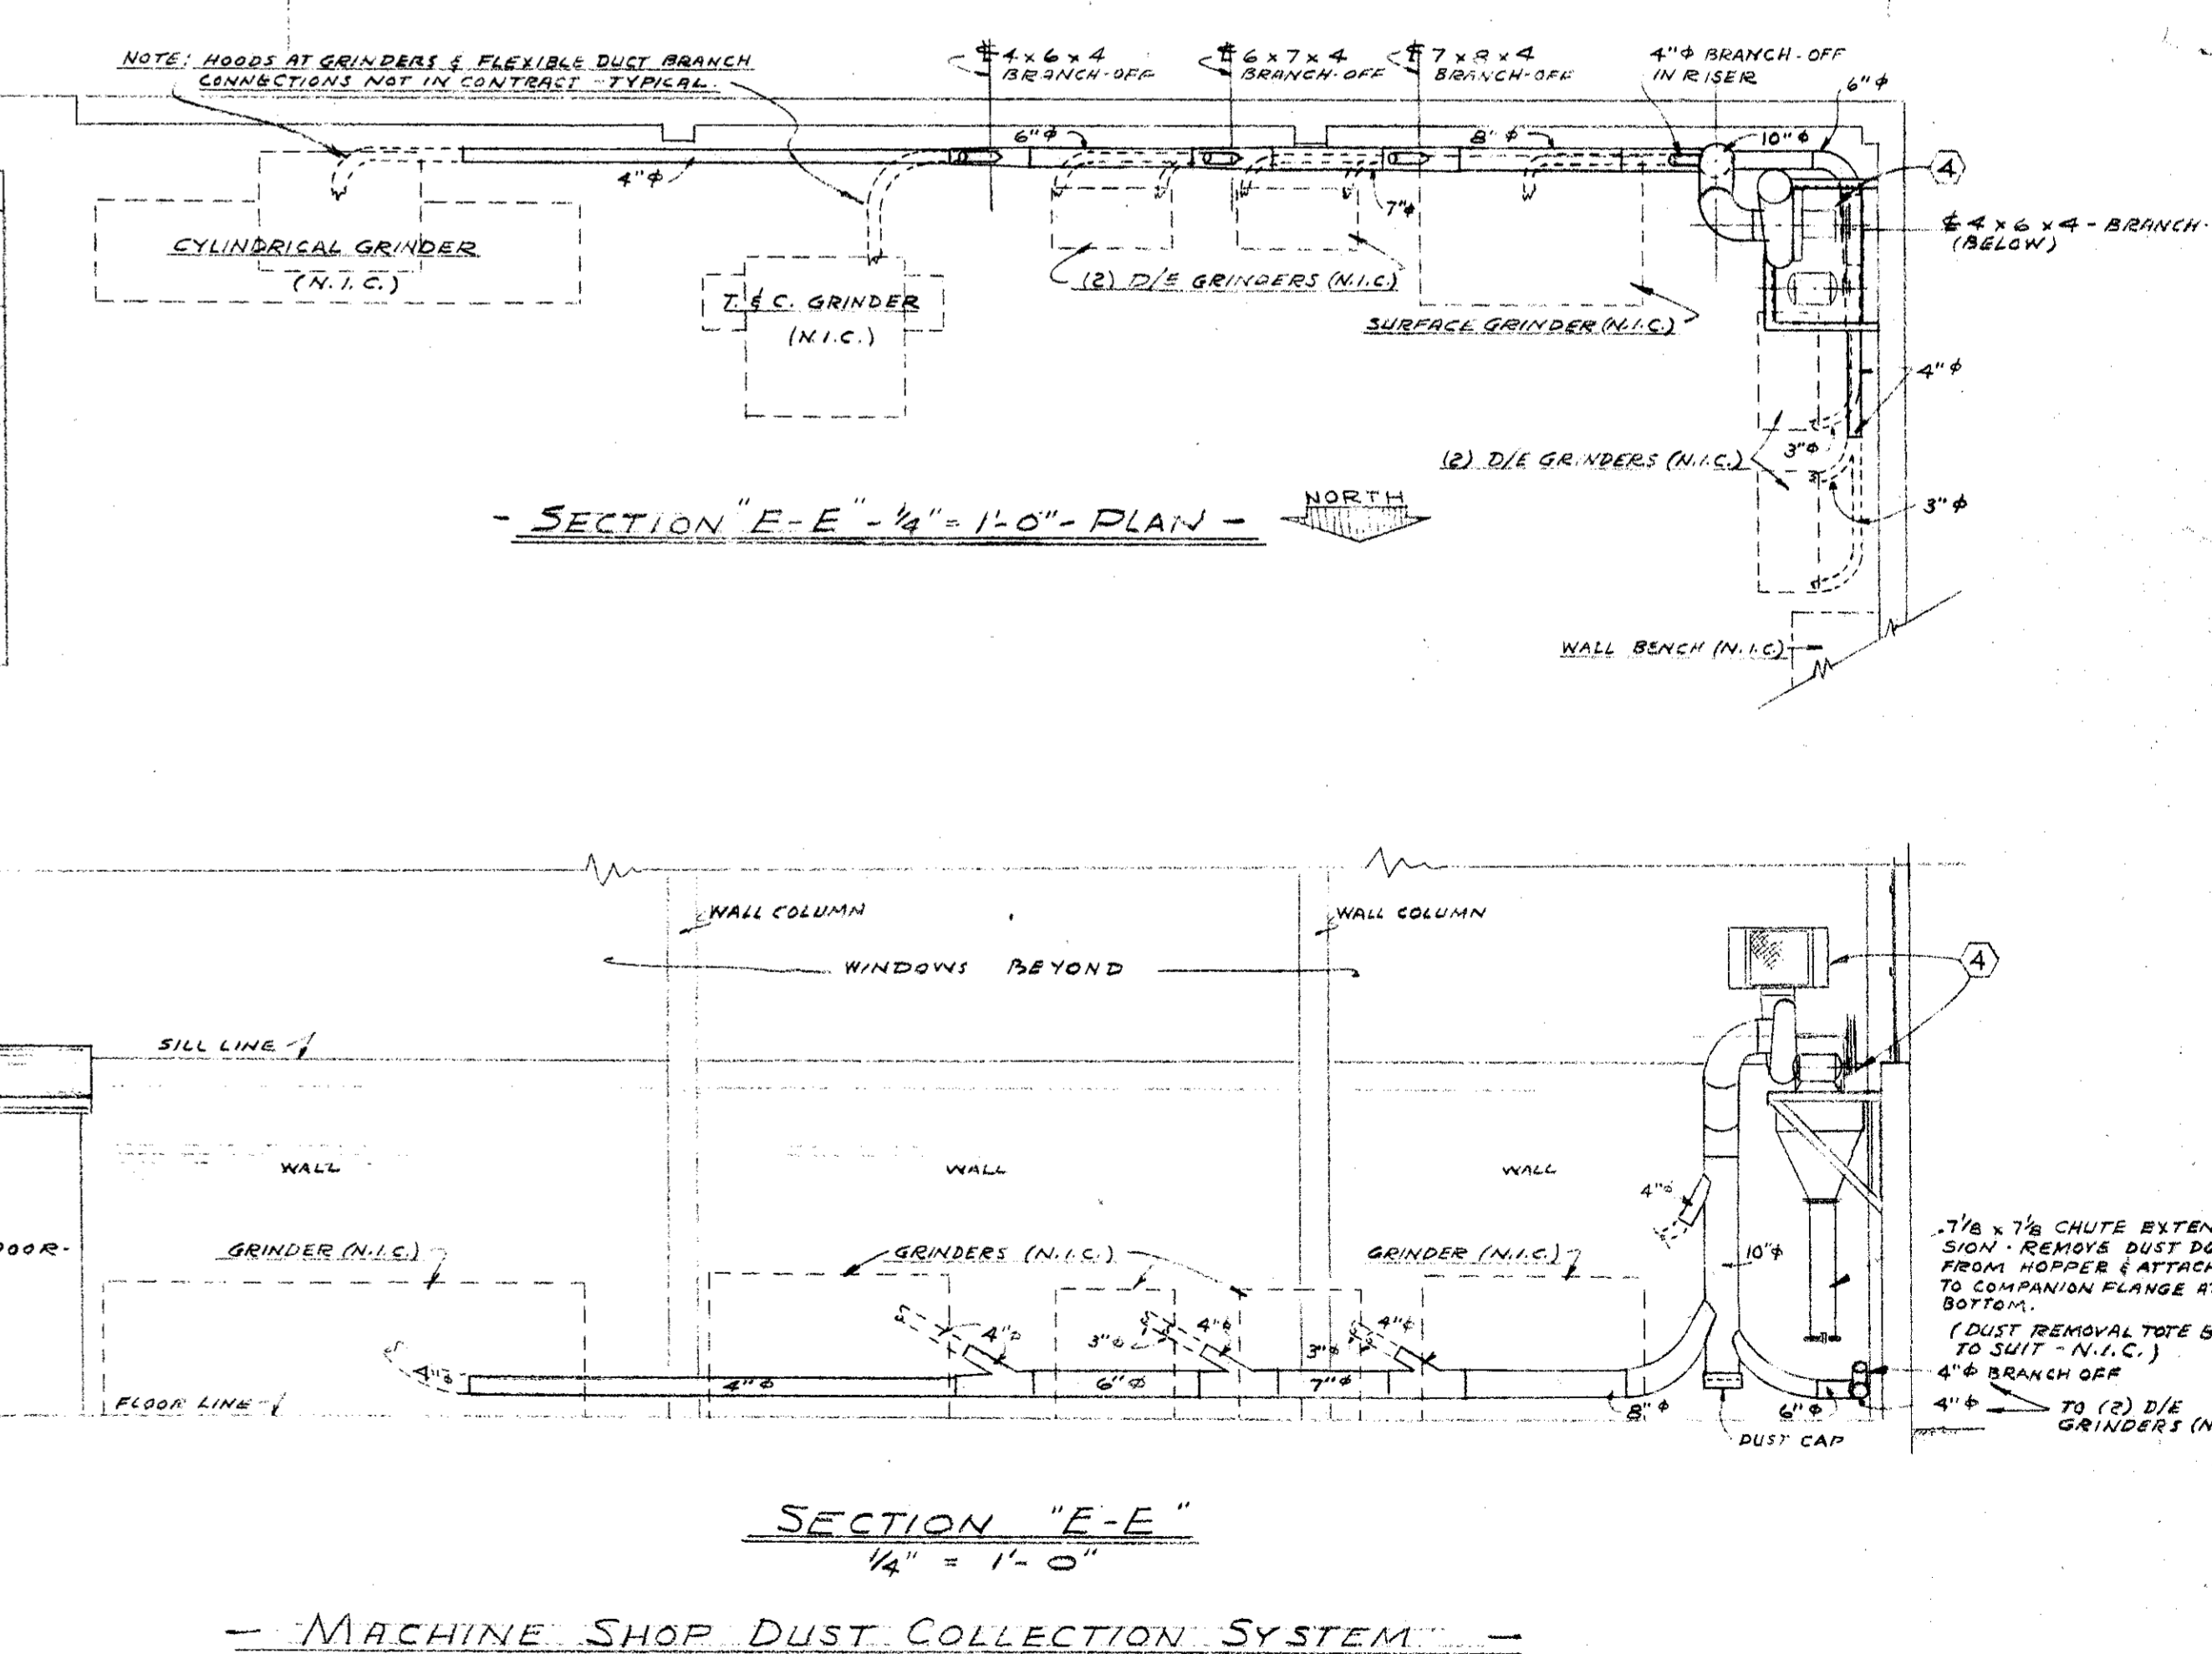 NOTE: HOODS AT GRINDERS & FLEXIBLE DUCT BRANCH
CONNECTIONS NOT IN CONTRACT - TYPICAL.
℄ 4 x 6 x 4
BRANCH-OFF
℄ 6 x 7 x 4
BRANCH-OFF
℄ 7 x 8 x 4
BRANCH-OFF
4"φ BRANCH-OFF
IN RISER
6"φ
6"φ
8"φ
10"φ
4"φ
7"φ
4
℄ 4 x 6 x 4 - BRANCH-
(BELOW)
CYLINDRICAL GRINDER
(N.I.C.)
T. & C. GRINDER
(N.I.C.)
(2) D/E GRINDERS (N.I.C.)
SURFACE GRINDER (N.I.C.)
4"φ
3"φ
(2) D/E GRINDERS (N.I.C.)
3"φ
- SECTION "E-E" - 1/4" = 1'-0" - PLAN -
NORTH
WALL BENCH (N.I.C.)
WALL COLUMN
WALL COLUMN
WINDOWS BEYOND
4
SILL LINE
WALL
WALL
WALL
4"φ
DOOR-
GRINDER (N.I.C.)
GRINDERS (N.I.C.)
GRINDER (N.I.C.)
10"φ
7 1/8 x 7 1/8 CHUTE EXTEN
SION - REMOVE DUST DO
FROM HOPPER & ATTACH
TO COMPANION FLANGE AT
BOTTOM.
(DUST REMOVAL TOTE B
TO SUIT - N.I.C.)
4"φ
3"φ
4"φ
3"φ
4"φ
4"φ
4"φ
6"φ
7"φ
8"φ
6"φ
4"φ BRANCH OFF
4"φ
TO (2) D/E
GRINDERS (N
FLOOR LINE
DUST CAP
SECTION "E-E"
1/4" = 1'-0"
- MACHINE SHOP DUST COLLECTION SYSTEM -